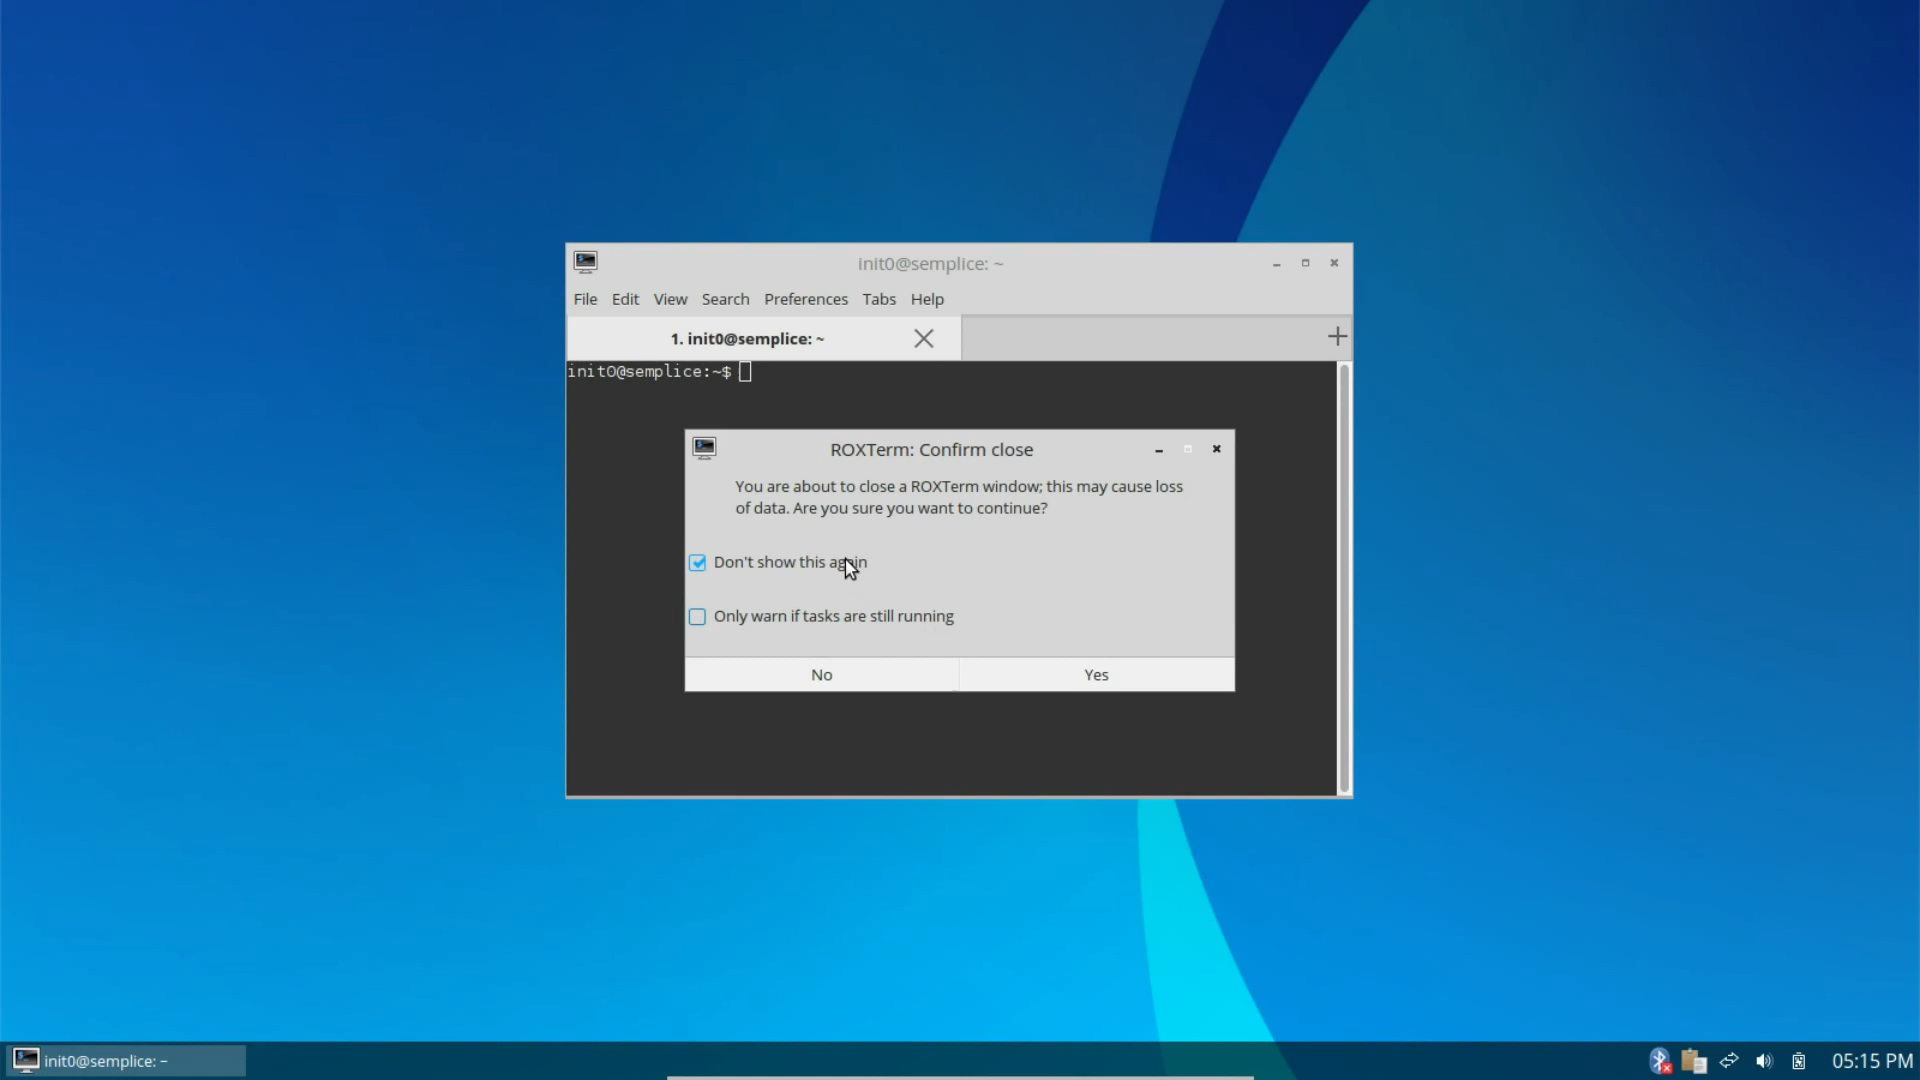 init0@semplice: ~
File Edit View Search Preferences Tabs Help
1. init0@semplice: ~
init0@semplice:~$
ROXTerm: Confirm close
You are about to close a ROXTerm window; this may cause loss
of data. Are you sure you want to continue?
Don't show this again
Only warn if tasks are still running
No Yes
init0@semplice: ~ 05:15 PM